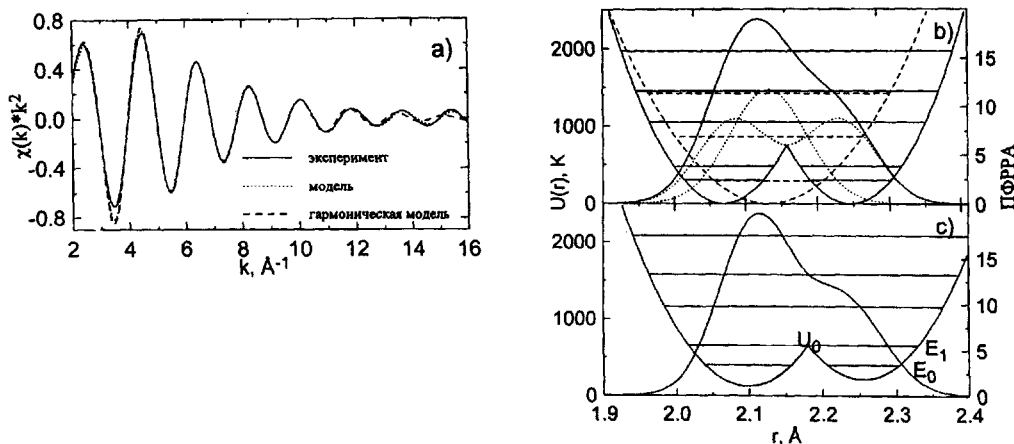 a)
χ(k)*k²
0.8
0.4
0.0
-0.4
-0.8
эксперимент
модель
гармоническая модель
2 4 6 8 10 12 14 16
k, Å⁻¹
b)
U(r), K
2000
1000
0
15
10
5
0
ПФРРА
c)
2000
1000
0
U₀
E₁
E₀
15
10
5
0
1.9 2.0 2.1 2.2 2.3 2.4
r, Å